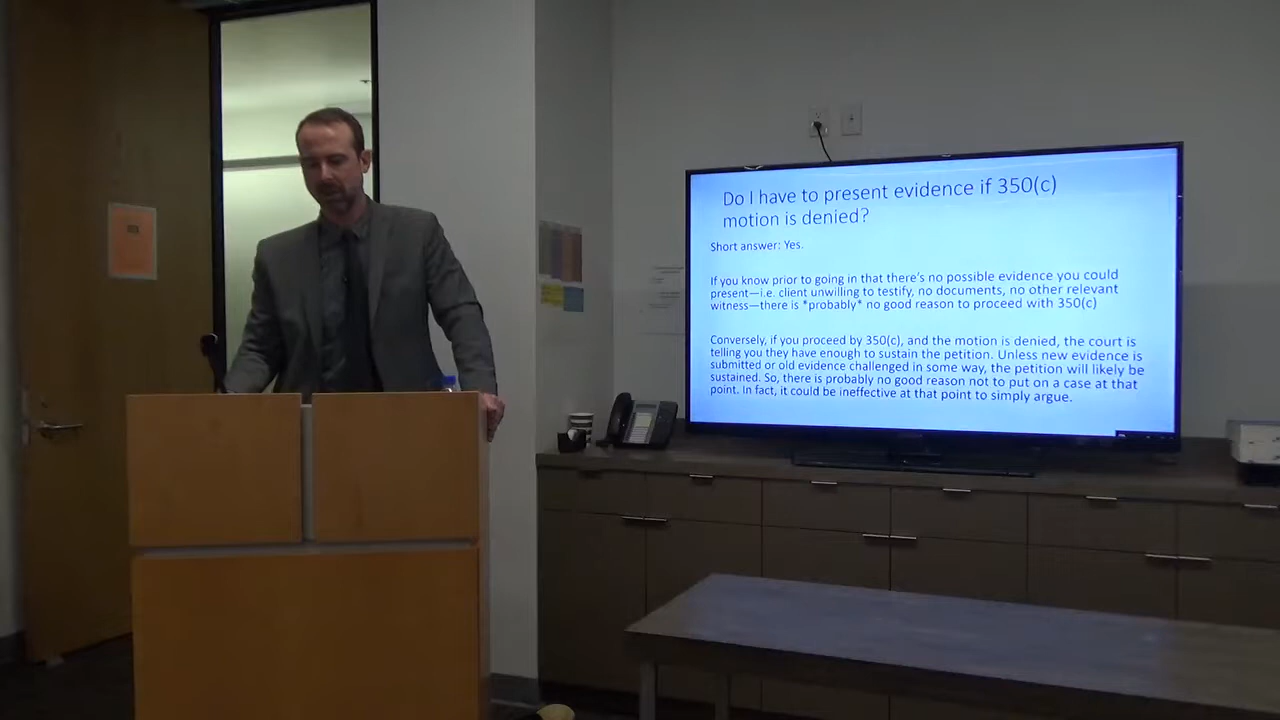 Do I have to present evidence if 350(c)
motion is denied?
Short answer: Yes.
If you know prior to going in that there's no possible evidence you could
present—i.e. client unwilling to testify, no documents, no other relevant
witness—there is *probably* no good reason to proceed with 350(c)
Conversely, if you proceed by 350(c), and the motion is denied, the court is
telling you they have enough to sustain the petition. Unless new evidence is
submitted or old evidence challenged in some way, the petition will likely be
sustained. So, there is probably no good reason not to put on a case at that
point. In fact, it could be ineffective at that point to simply argue.